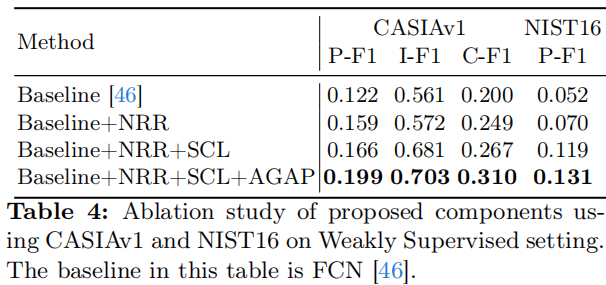 Method CASIAv1 NIST16
P-F1 I-F1 C-F1 P-F1
Baseline [46] 0.122 0.561 0.200 0.052
Baseline+NRR 0.159 0.572 0.249 0.070
Baseline+NRR+SCL 0.166 0.681 0.267 0.119
Baseline+NRR+SCL+AGAP 0.199 0.703 0.310 0.131
Table 4: Ablation study of proposed components us-
ing CASIAv1 and NIST16 on Weakly Supervised setting.
The baseline in this table is FCN [46].